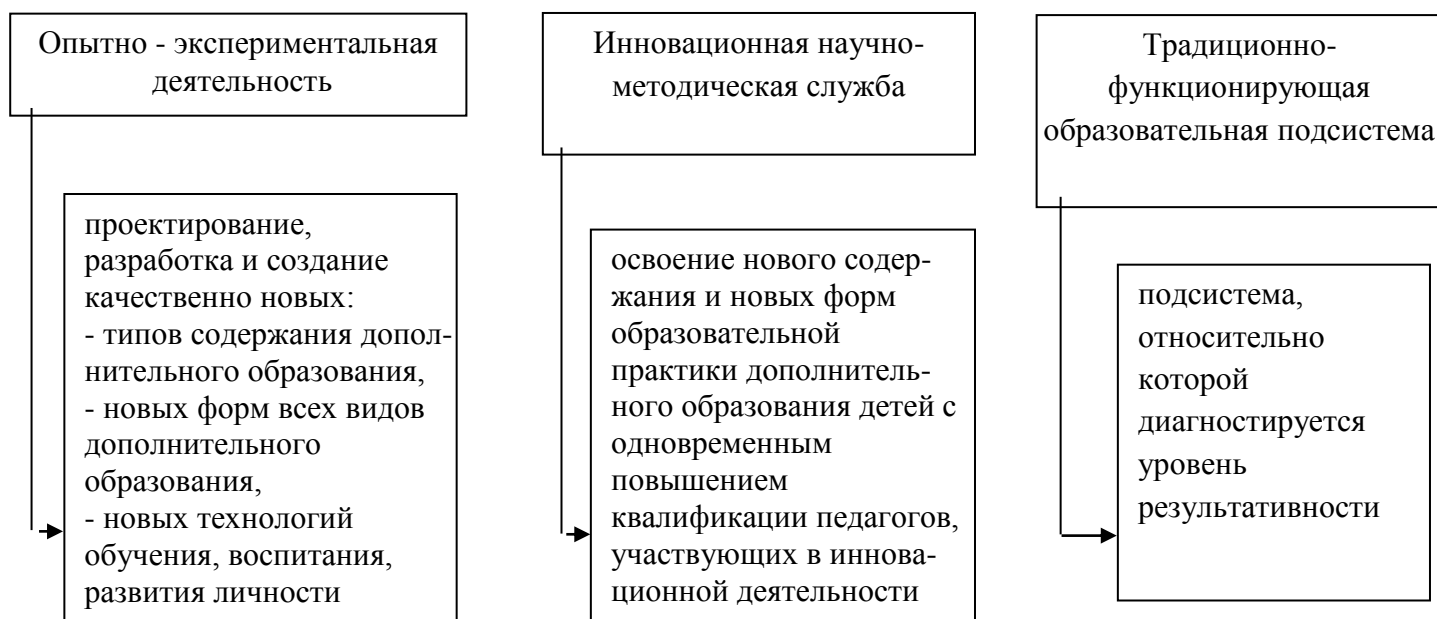 Опытно - экспериментальная
деятельность
проектирование,
разработка и создание
качественно новых:
- типов содержания допол-
нительного образования,
- новых форм всех видов
дополнительного
образования,
- новых технологий
обучения, воспитания,
развития личности
Инновационная научно-
методическая служба
освоение нового содер-
жания и новых форм
образовательной
практики дополнитель-
ного образования детей с
одновременным
повышением
квалификации педагогов,
участвующих в иннова-
ционной деятельности
Традиционно-
функционирующая
образовательная подсистема
подсистема,
относительно
которой
диагностируется
уровень
результативности